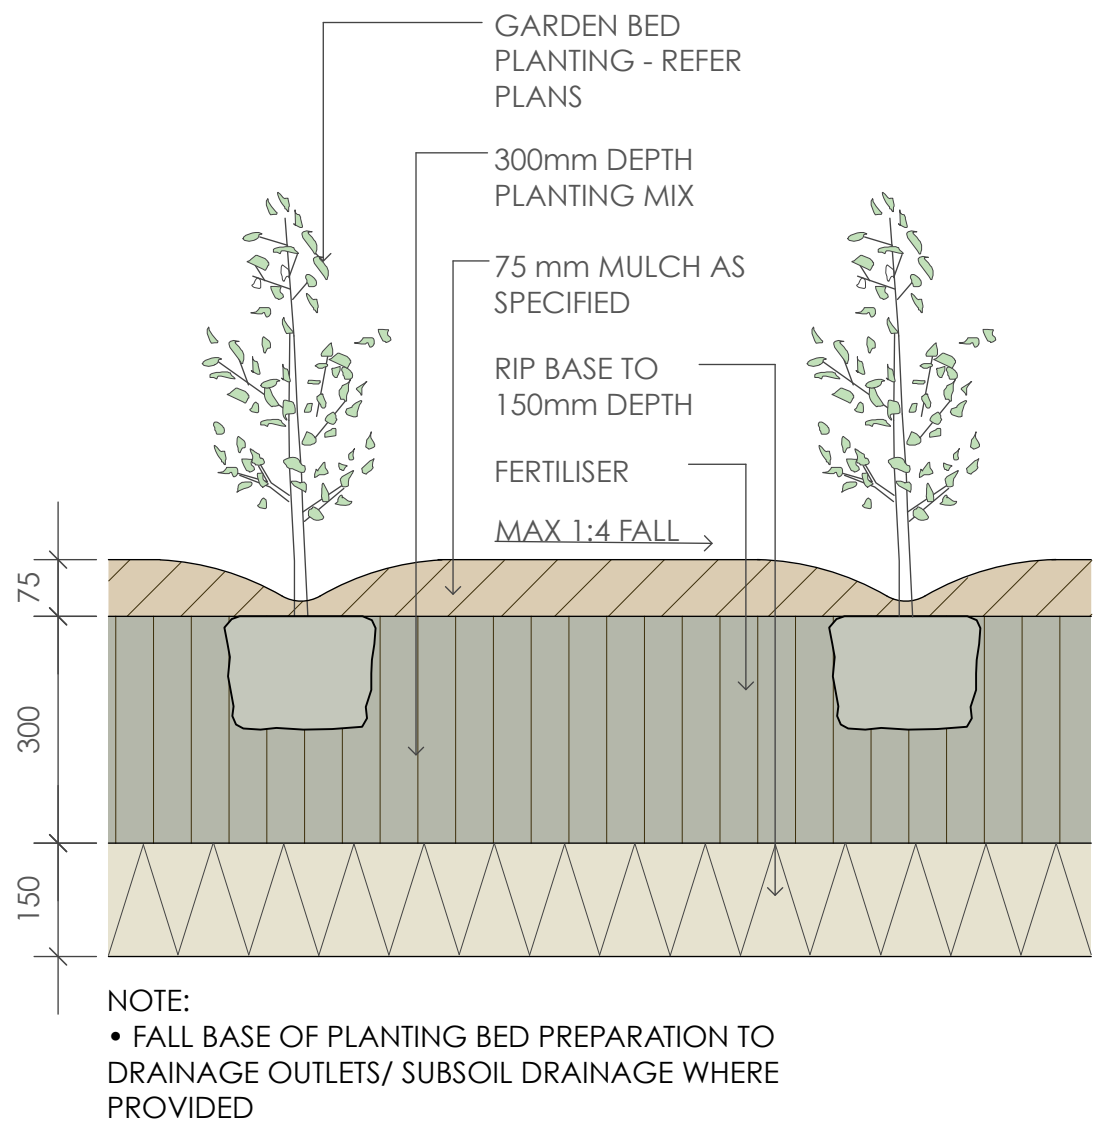 GARDEN BED
PLANTING - REFER
PLANS
300mm DEPTH
PLANTING MIX
75 mm MULCH AS
SPECIFIED
RIP BASE TO
150mm DEPTH
FERTILISER
MAX 1:4 FALL
75
300
150
NOTE:
• FALL BASE OF PLANTING BED PREPARATION TO
DRAINAGE OUTLETS/ SUBSOIL DRAINAGE WHERE
PROVIDED